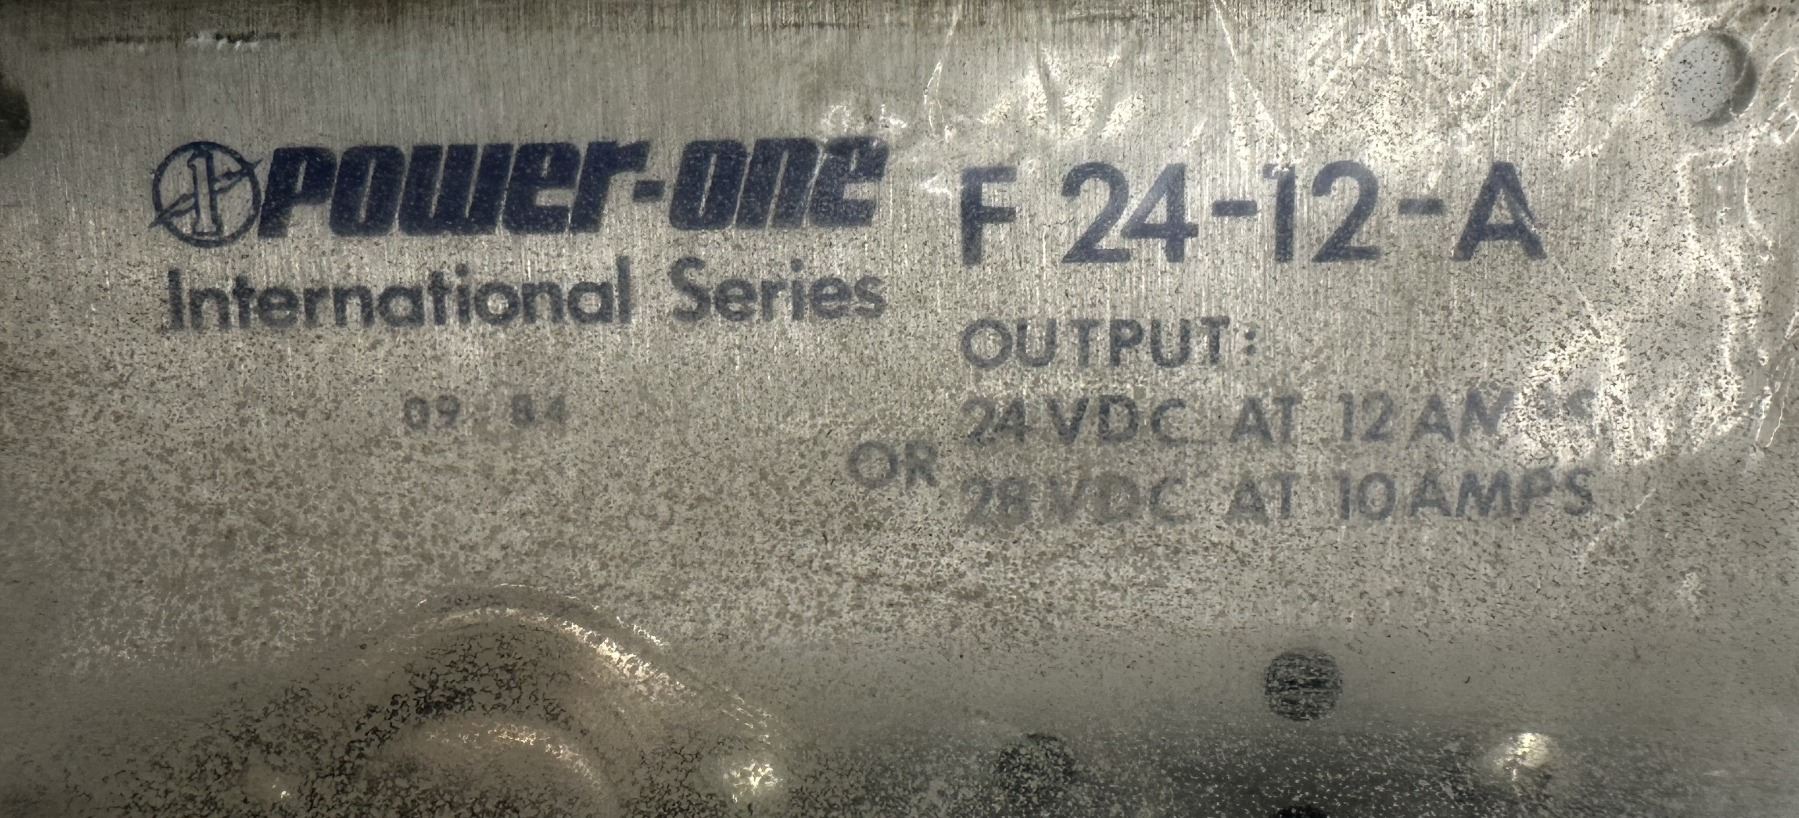 power-one
International Series
09 84
F 24-12-A
OUTPUT:
24 VDC AT 12 AMPS
OR
28 VDC AT 10 AMPS